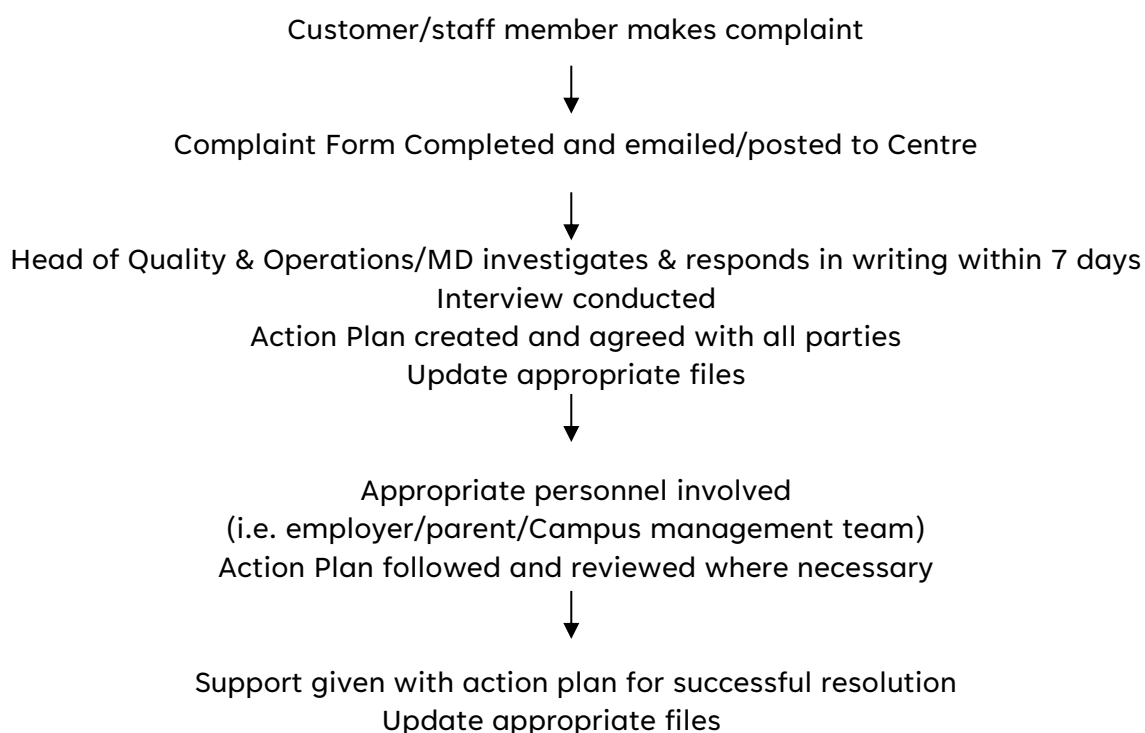 Customer/staff member makes complaint
Complaint Form Completed and emailed/posted to Centre
Head of Quality & Operations/MD investigates & responds in writing within 7 days
Interview conducted
Action Plan created and agreed with all parties
Update appropriate files
Appropriate personnel involved
(i.e. employer/parent/Campus management team)
Action Plan followed and reviewed where necessary
Support given with action plan for successful resolution
Update appropriate files